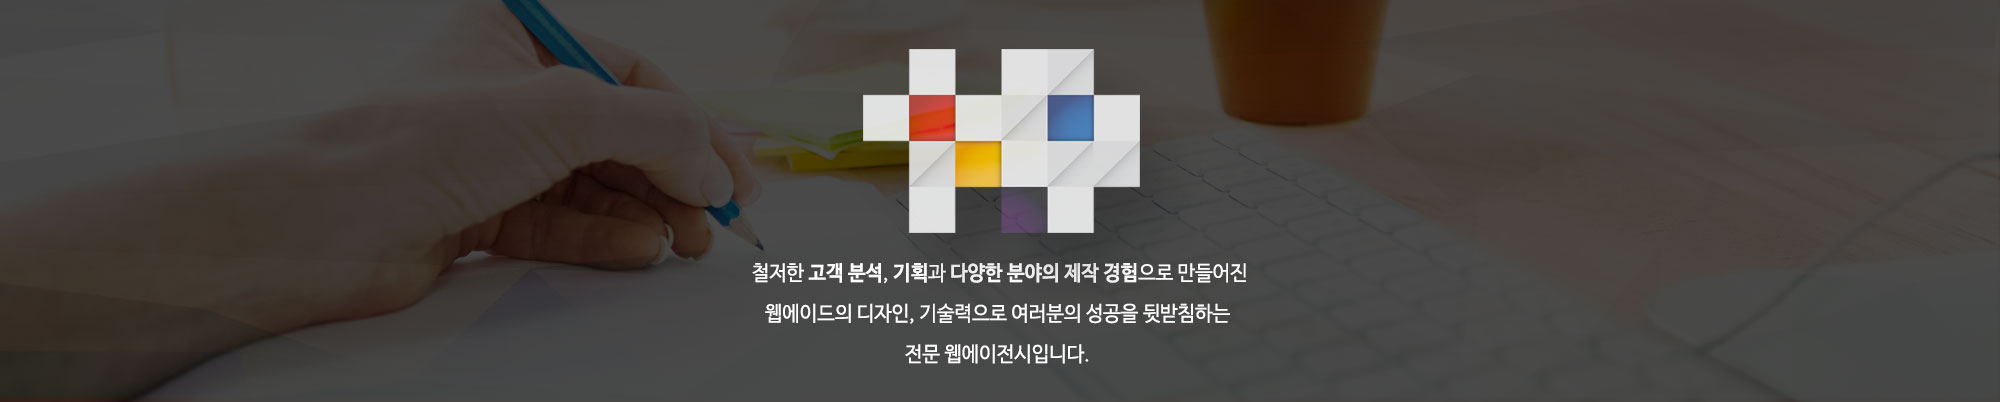 철저한 고객 분석, 기획과 다양한 분야의 제작 경험으로 만들어진
웹에이드의 디자인, 기술력으로 여러분의 성공을 뒷받침하는
전문 웹에이전시입니다.